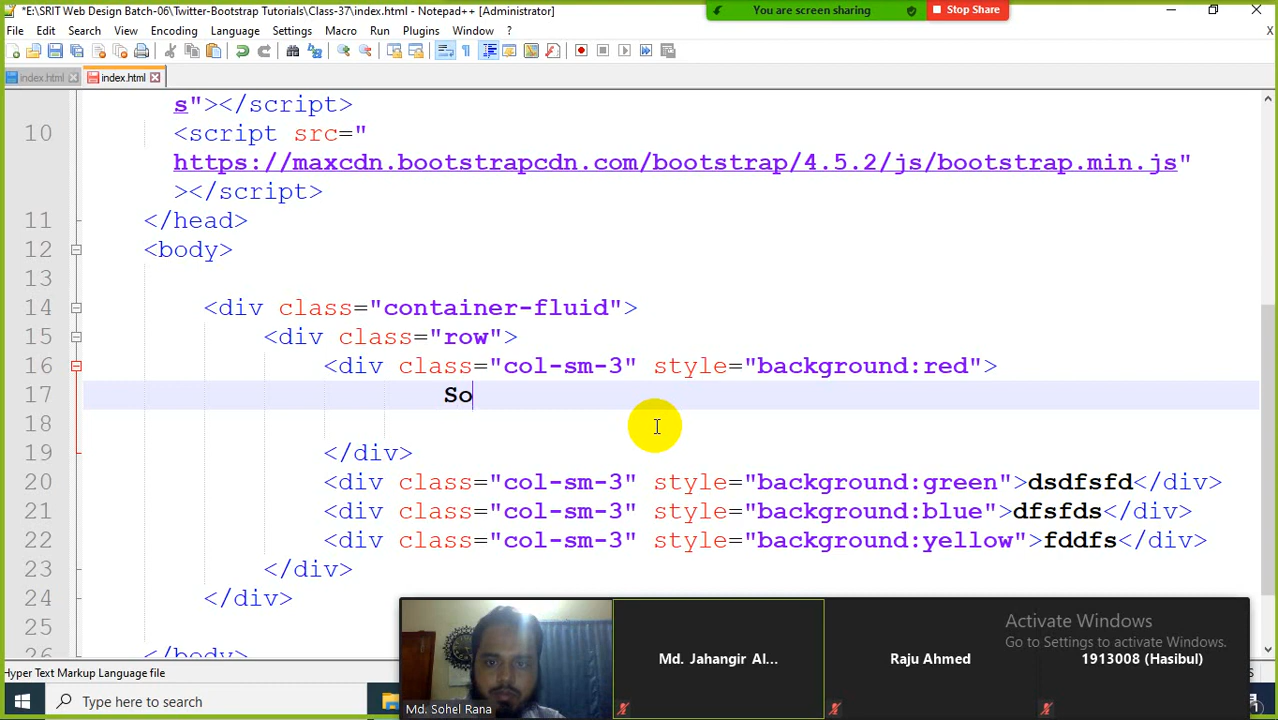 *E:\SRIT Web Design Batch-06\Twitter-Bootstrap Tutorials\Class-37\index.html - Notepad++ [Administrator]
You are screen sharing
Stop Share
File Edit Search View Encoding Language Settings Macro Run Plugins Window ?
X
index.html index.html
s"></script>
10 <script src="
https://maxcdn.bootstrapcdn.com/bootstrap/4.5.2/js/bootstrap.min.js"
></script>
11 </head>
12 <body>
13
14 <div class="container-fluid">
15 <div class="row">
16 <div class="col-sm-3" style="background:red">
17 So
18
19 </div>
20 <div class="col-sm-3" style="background:green">dsdfsfd</div>
21 <div class="col-sm-3" style="background:blue">dfsfds</div>
22 <div class="col-sm-3" style="background:yellow">fddfs</div>
23 </div>
24 </div>
25
26 </body>
Activate Windows
Go to Settings to activate Windows.
Md. Sohel Rana
Md. Jahangir Al...
Raju Ahmed
1913008 (Hasibul)
Hyper Text Markup Language file
Type here to search